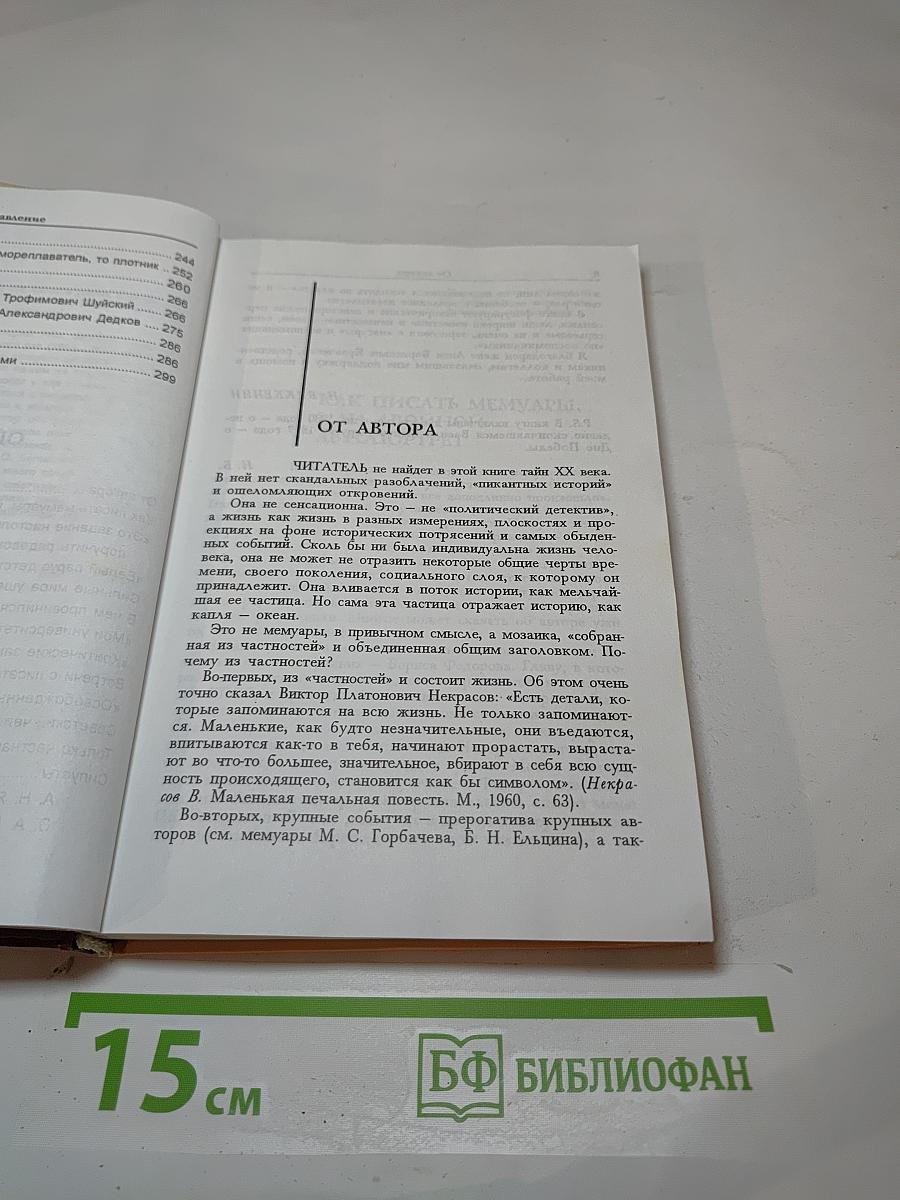 авление
244
мореплаватель, то плотник .. 252
260
266
Трофимович Шуйский .... 266
Александрович Дедков .... 275
286
286
ми
299
ОТ АВТОРА
ЧИТАТЕЛЬ не найдет в этой книге тайн XX века.
В ней нет скандальных разоблачений, «пикантных историй»
и ошеломляющих откровений.
Она не сенсационна. Это – не «политический детектив»,
а жизнь как жизнь в разных измерениях, плоскостях и про-
екциях на фоне исторических потрясений и самых обыден-
ных событий. Сколь бы ни была индивидуальна жизнь чело-
века, она не может не отразить некоторые общие черты вре-
мени, своего поколения, социального слоя, к которому он
принадлежит. Она вливается в поток истории, как мельчай-
шая ее частица. Но сама эта частица отражает историю, как
капля – океан.
Это не мемуары, в привычном смысле, а мозаика, «собран-
ная из частностей» и объединенная общим заголовком. По-
чему из частностей?
Во-первых, из «частностей» и состоит жизнь. Об этом очень
точно сказал Виктор Платонович Некрасов: «Есть детали, ко-
торые запоминаются на всю жизнь. Не только запоминают-
ся. Маленькие, как будто незначительные, они въедаются,
впитываются как-то в тебя, начинают прорастать, выраста-
ют во что-то большее, значительное, вбирают в себя всю сущ-
ность происходящего, становится как бы символом». (Некра-
сов В. Маленькая печальная повесть. М., 1960, с. 63).
Во-вторых, крупные события – прерогатива крупных ав-
торов (см. мемуары М. С. Горбачева, Б. Н. Ельцина), а так-
15 см
БФ БИБЛИОФАН